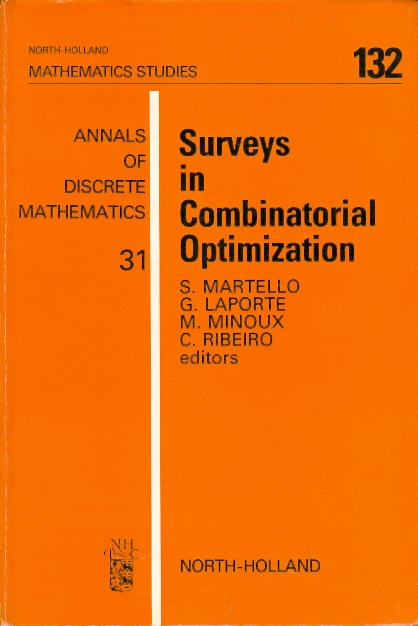 NORTH-HOLLAND
MATHEMATICS STUDIES
132
ANNALS
OF
DISCRETE
MATHEMATICS
31
Surveys
in
Combinatorial
Optimization
S. MARTELLO
G. LAPORTE
M. MINOUX
C. RIBEIRO
editors
NH
NORTH-HOLLAND